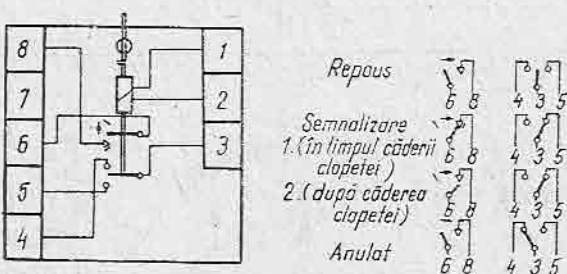 8
7
6
5
4
1
2
3
Repaus
6 8 4 3 5
Semnalizare
1.(în timpul căderii
clapetei)
6 8 4 3 5
2.(după căderea
clapetei)
6 8 4 3 5
Anulat
6 8 4 3 5